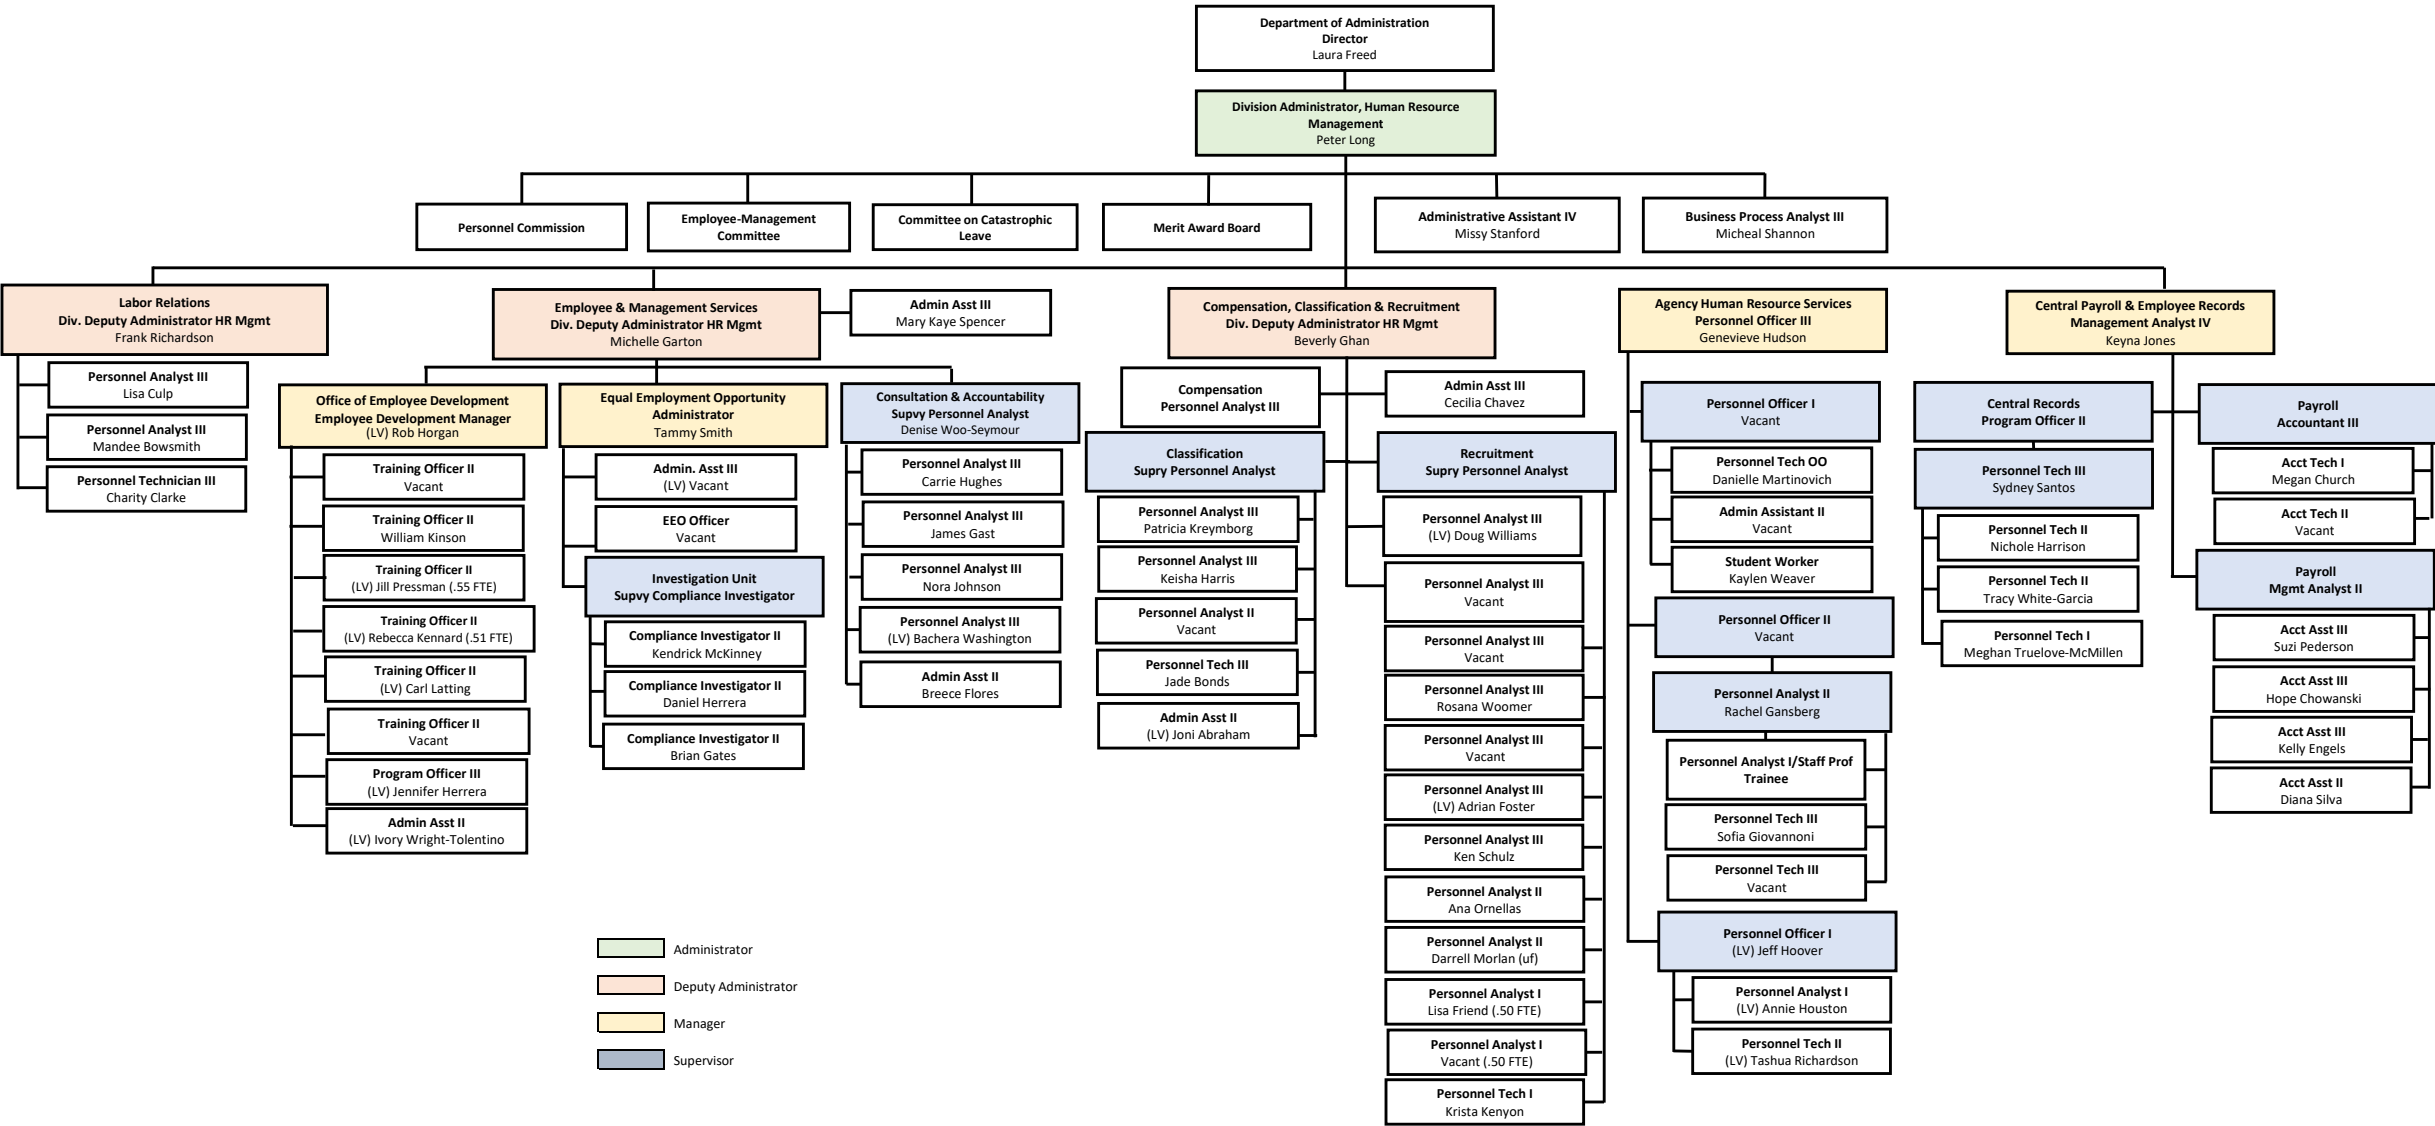 Department of Administration
Director
Laura Freed
Division Administrator, Human Resource
Management
Peter Long
Personnel Commission
Employee-Management
Committee
Committee on Catastrophic
Leave
Merit Award Board
Administrative Assistant IV
Missy Stanford
Business Process Analyst III
Micheal Shannon
Labor Relations
Div. Deputy Administrator HR Mgmt
Frank Richardson
Personnel Analyst III
Lisa Culp
Personnel Analyst III
Mandee Bowsmith
Personnel Technician III
Charity Clarke
Employee & Management Services
Div. Deputy Administrator HR Mgmt
Michelle Garton
Admin Asst III
Mary Kaye Spencer
Office of Employee Development
Employee Development Manager
(LV) Rob Horgan
Training Officer II
Vacant
Training Officer II
William Kinson
Training Officer II
(LV) Jill Pressman (.55 FTE)
Training Officer II
(LV) Rebecca Kennard (.51 FTE)
Training Officer II
(LV) Carl Latting
Training Officer II
Vacant
Program Officer III
(LV) Jennifer Herrera
Admin Asst II
(LV) Ivory Wright-Tolentino
Equal Employment Opportunity
Administrator
Tammy Smith
Admin. Asst III
(LV) Vacant
EEO Officer
Vacant
Investigation Unit
Supvy Compliance Investigator
Compliance Investigator II
Kendrick McKinney
Compliance Investigator II
Daniel Herrera
Compliance Investigator II
Brian Gates
Consultation & Accountability
Supvy Personnel Analyst
Denise Woo-Seymour
Personnel Analyst III
Carrie Hughes
Personnel Analyst III
James Gast
Personnel Analyst III
Nora Johnson
Personnel Analyst III
(LV) Bachera Washington
Admin Asst II
Breece Flores
Compensation, Classification & Recruitment
Div. Deputy Administrator HR Mgmt
Beverly Ghan
Compensation
Personnel Analyst III
Admin Asst III
Cecilia Chavez
Classification
Supry Personnel Analyst
Personnel Analyst III
Patricia Kreymborg
Personnel Analyst III
Keisha Harris
Personnel Analyst II
Vacant
Personnel Tech III
Jade Bonds
Admin Asst II
(LV) Joni Abraham
Recruitment
Supry Personnel Analyst
Personnel Analyst III
(LV) Doug Williams
Personnel Analyst III
Vacant
Personnel Analyst III
Vacant
Personnel Analyst III
Rosana Woomer
Personnel Analyst III
Vacant
Personnel Analyst III
(LV) Adrian Foster
Personnel Analyst III
Ken Schulz
Personnel Analyst II
Ana Ornellas
Personnel Analyst II
Darrell Morlan (uf)
Personnel Analyst I
Lisa Friend (.50 FTE)
Personnel Analyst I
Vacant (.50 FTE)
Personnel Tech I
Krista Kenyon
Agency Human Resource Services
Personnel Officer III
Genevieve Hudson
Personnel Officer I
Vacant
Personnel Tech OO
Danielle Martinovich
Admin Assistant II
Vacant
Student Worker
Kaylen Weaver
Personnel Officer II
Vacant
Personnel Analyst II
Rachel Gansberg
Personnel Analyst I/Staff Prof
Trainee
Personnel Tech III
Sofia Giovannoni
Personnel Tech III
Vacant
Personnel Officer I
(LV) Jeff Hoover
Personnel Analyst I
(LV) Annie Houston
Personnel Tech II
(LV) Tashua Richardson
Central Payroll & Employee Records
Management Analyst IV
Keyna Jones
Central Records
Program Officer II
Personnel Tech III
Sydney Santos
Personnel Tech II
Nichole Harrison
Personnel Tech II
Tracy White-Garcia
Personnel Tech I
Meghan Truelove-McMillen
Payroll
Accountant III
Acct Tech I
Megan Church
Acct Tech II
Vacant
Payroll
Mgmt Analyst II
Acct Asst III
Suzi Pederson
Acct Asst III
Hope Chowanski
Acct Asst III
Kelly Engels
Acct Asst II
Diana Silva
Administrator
Deputy Administrator
Manager
Supervisor